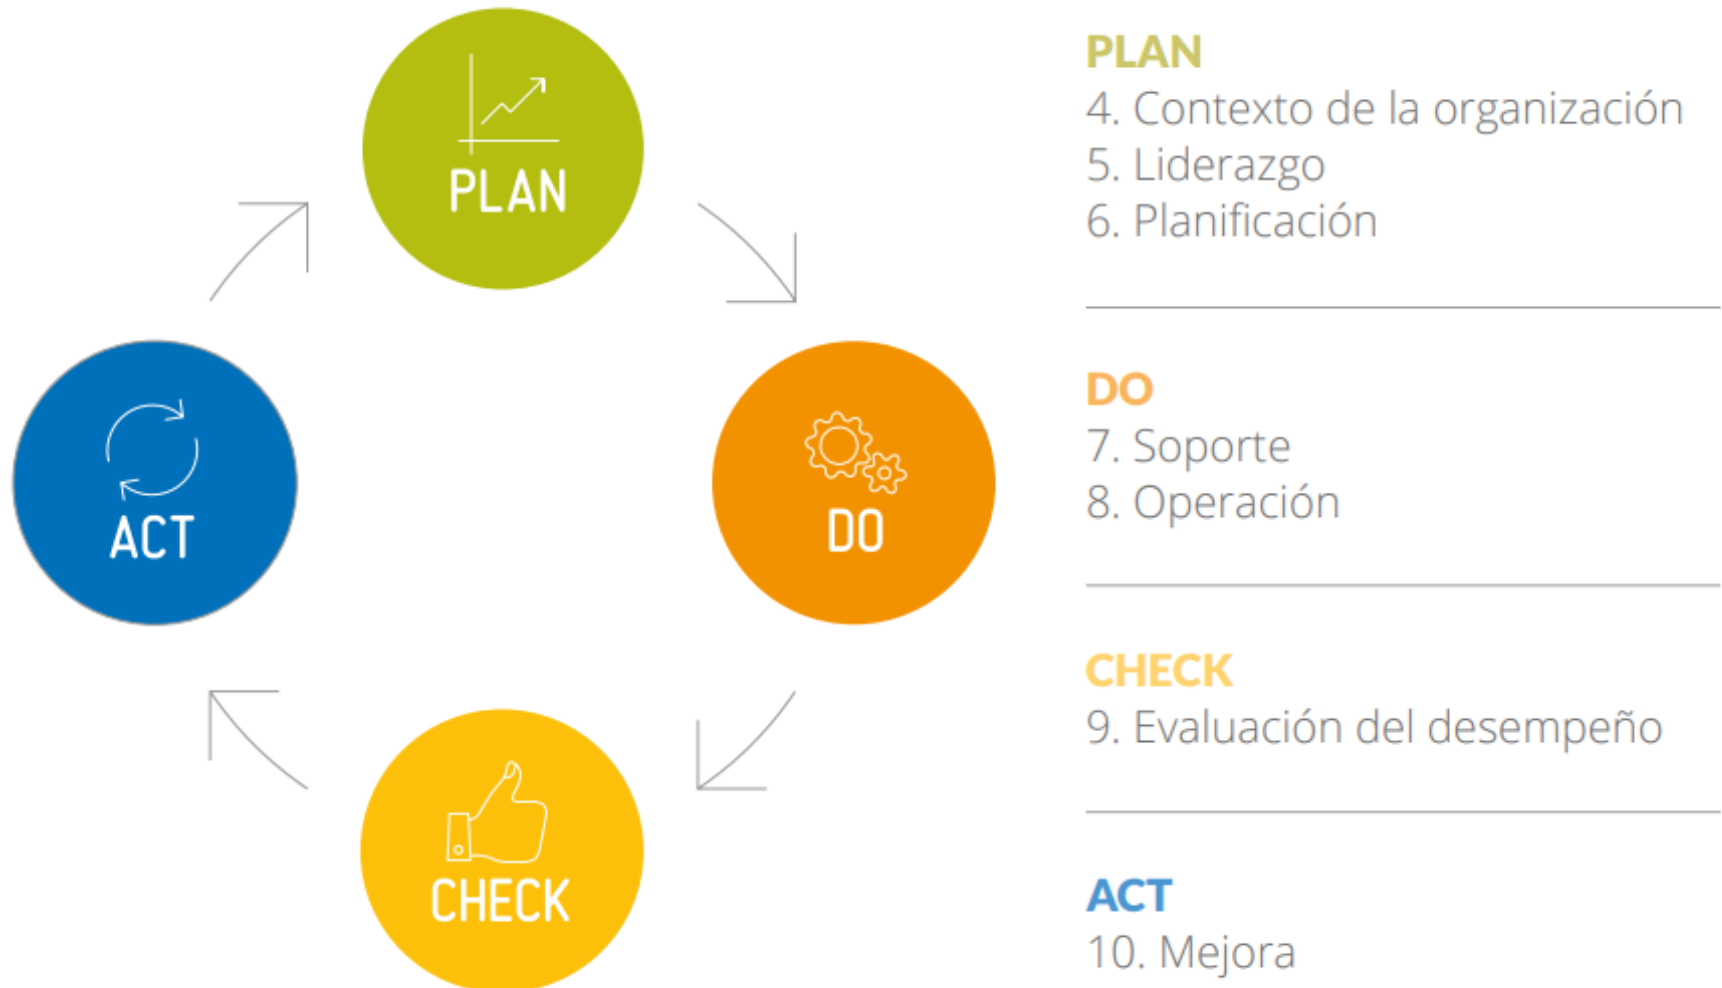 PLAN
DO
CHECK
ACT
PLAN
4. Contexto de la organización
5. Liderazgo
6. Planificación
DO
7. Soporte
8. Operación
CHECK
9. Evaluación del desempeño
ACT
10. Mejora